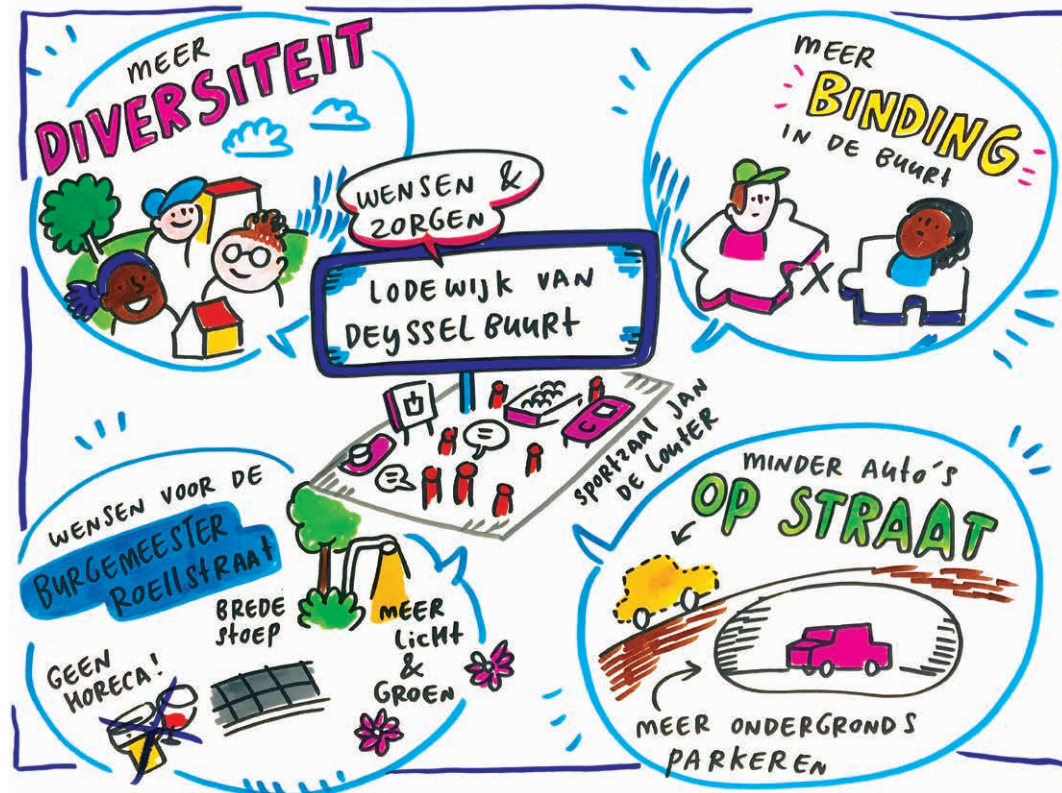 MEER
DIVERSITEIT
MEER
BINDING
IN DE BUURT
WENSEN &
ZORGEN
LODEWIJK VAN
DEYSSEL BUURT
SPORTZAAL JAN
DE LOUTER
WENSEN VOOR DE
BURGEMEESTER
ROELLSTRAAT
BREDE
STOEP
MEER
LICHT
&
GROEN
GEEN
HORECA!
MINDER AUTO'S
OP STRAAT
MEER ONDERGRONDS
PARKEREN